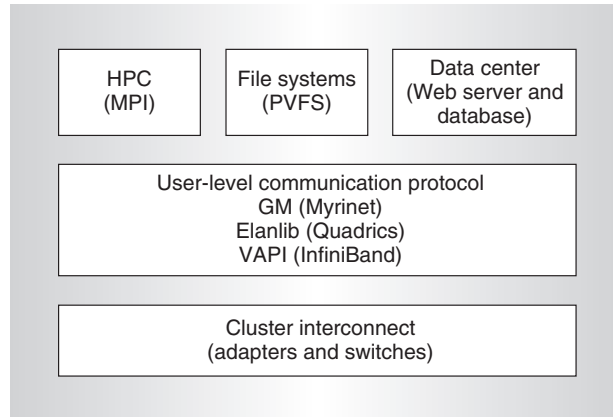 HPC
(MPI)
File systems
(PVFS)
Data center
(Web server and
database)
User-level communication protocol
GM (Myrinet)
Elanlib (Quadrics)
VAPI (InfiniBand)
Cluster interconnect
(adapters and switches)